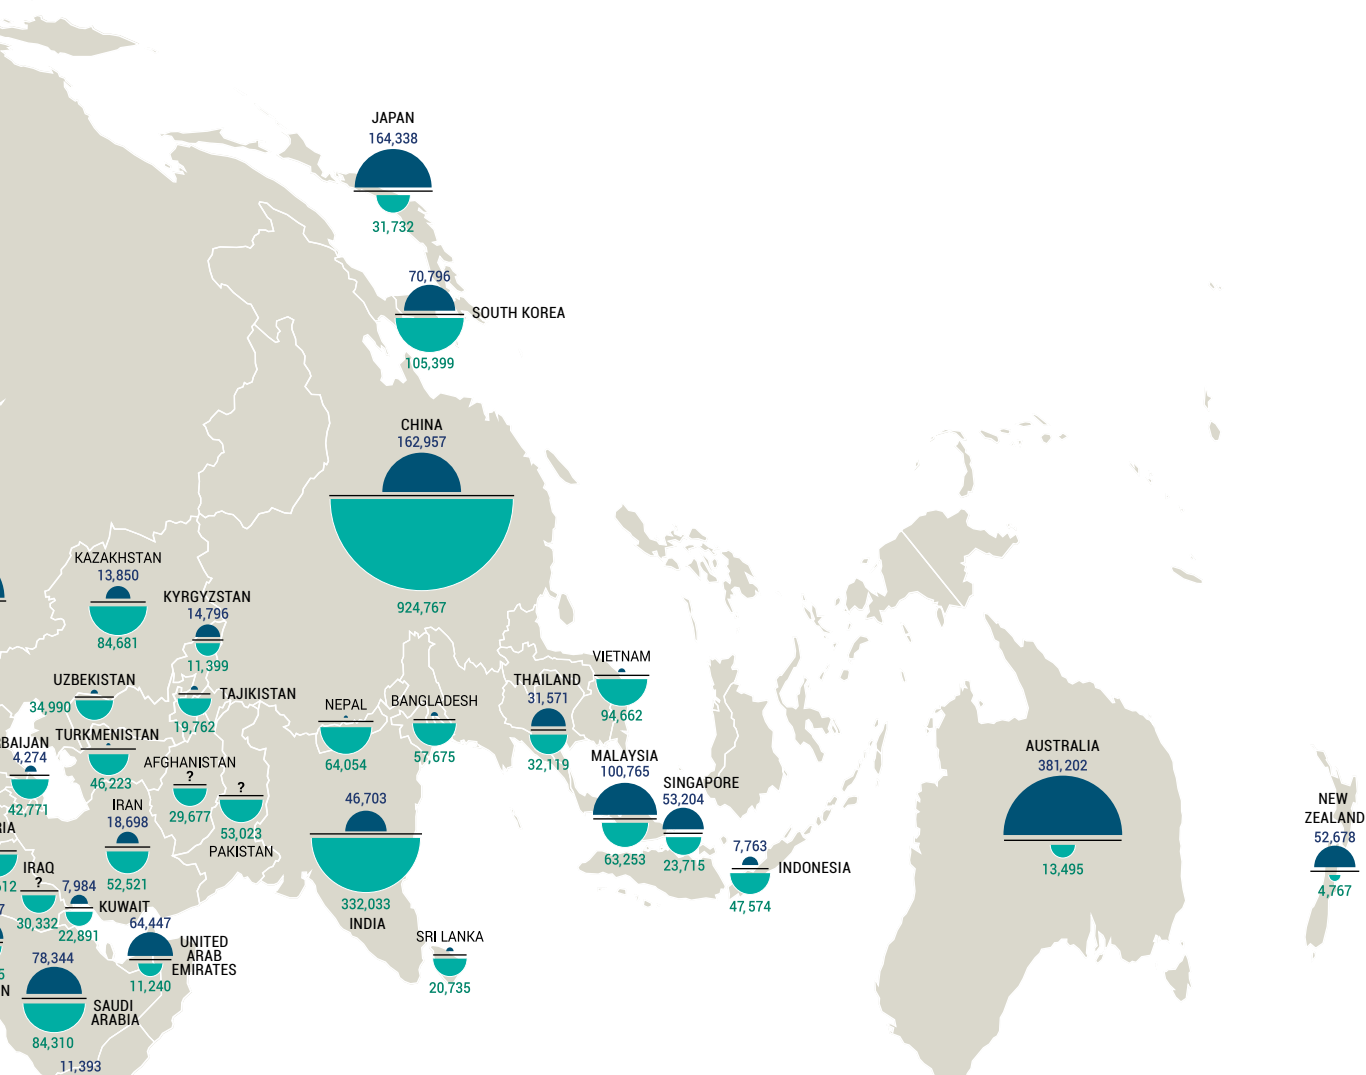 JAPAN
164,338
31,732
70,796
SOUTH KOREA
105,399
CHINA
162,957
924,767
KAZAKHSTAN
13,850
84,681
KYRGYZSTAN
14,796
11,399
UZBEKISTAN
34,990
TAJIKISTAN
19,762
TURKMENISTAN
46,223
BAIJAN
4,274
42,771
AFGHANISTAN
?
29,677
?
53,023
PAKISTAN
NEPAL
64,054
BANGLADESH
57,675
THAILAND
31,571
32,119
VIETNAM
94,662
MALAYSIA
100,765
63,253
SINGAPORE
53,204
23,715
7,763
INDONESIA
47,574
AUSTRALIA
381,202
13,495
NEW
ZEALAND
52,678
4,767
IRAN
18,698
52,521
46,703
332,033
INDIA
SRI LANKA
20,735
RIA
512
IRAQ
?
30,332
7,984
KUWAIT
22,891
7
5
N
64,447
UNITED
ARAB
EMIRATES
11,240
78,344
SAUDI
ARABIA
84,310
11,393